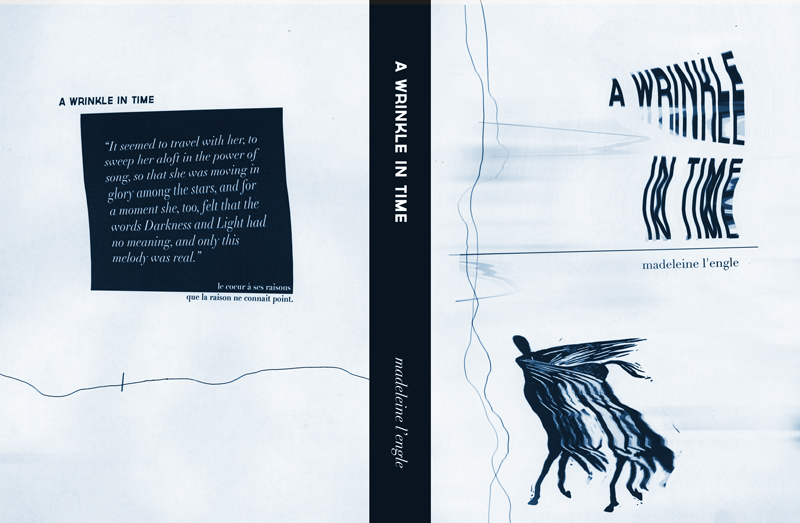 A WRINKLE IN TIME
“It seemed to travel with her, to
sweep her aloft in the power of
song, so that she was moving in
glory among the stars, and for
a moment she, too, felt that the
words Darkness and Light had
no meaning, and only this
melody was real.”
le coeur à ses raisons
que la raison ne connait point.
A WRINKLE IN TIME
madeleine l'engle
A WRINKLE
IN TIME
madeleine l'engle